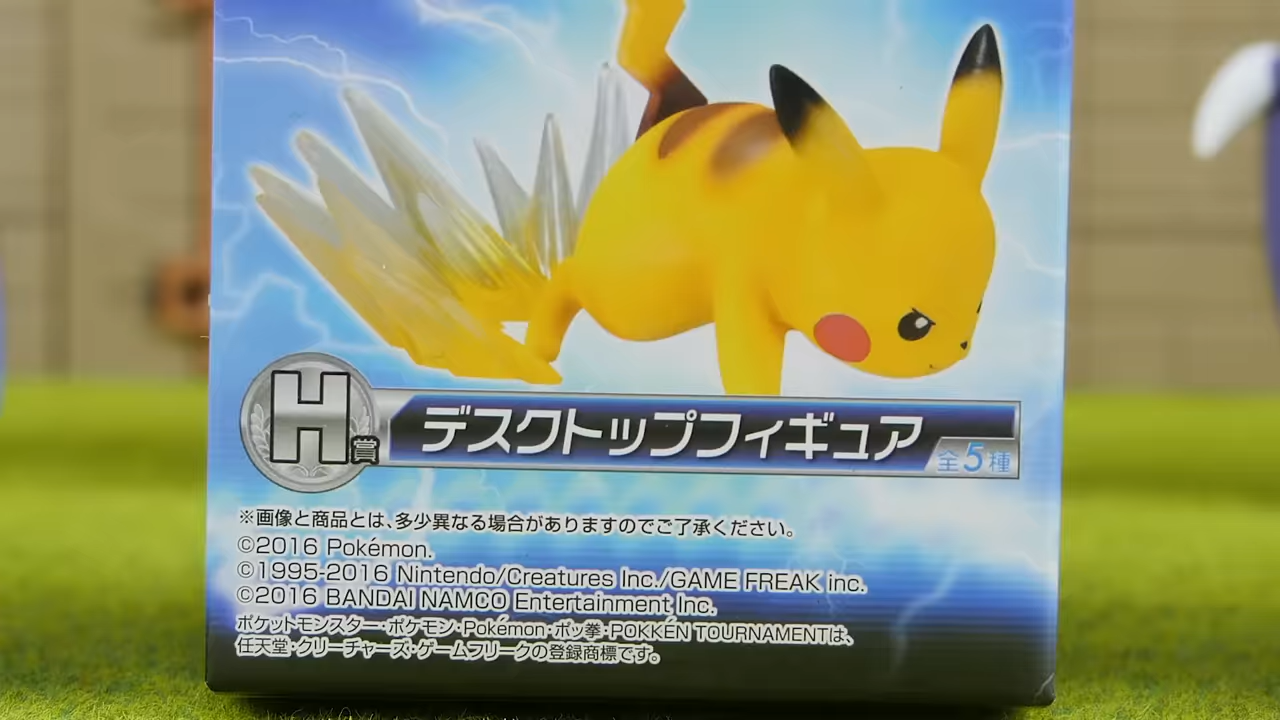 H賞
デスクトップフィギュア
全5種
※画像と商品とは、多少異なる場合がありますのでご了承ください。
©2016 Pokémon.
©1995-2016 Nintendo/Creatures Inc./GAME FREAK inc.
©2016 BANDAI NAMCO Entertainment Inc.
ポケットモンスター・ポケモン・Pokémon・ポッ拳・POKKÉN TOURNAMENTは、
任天堂・クリーチャーズ・ゲームフリークの登録商標です。